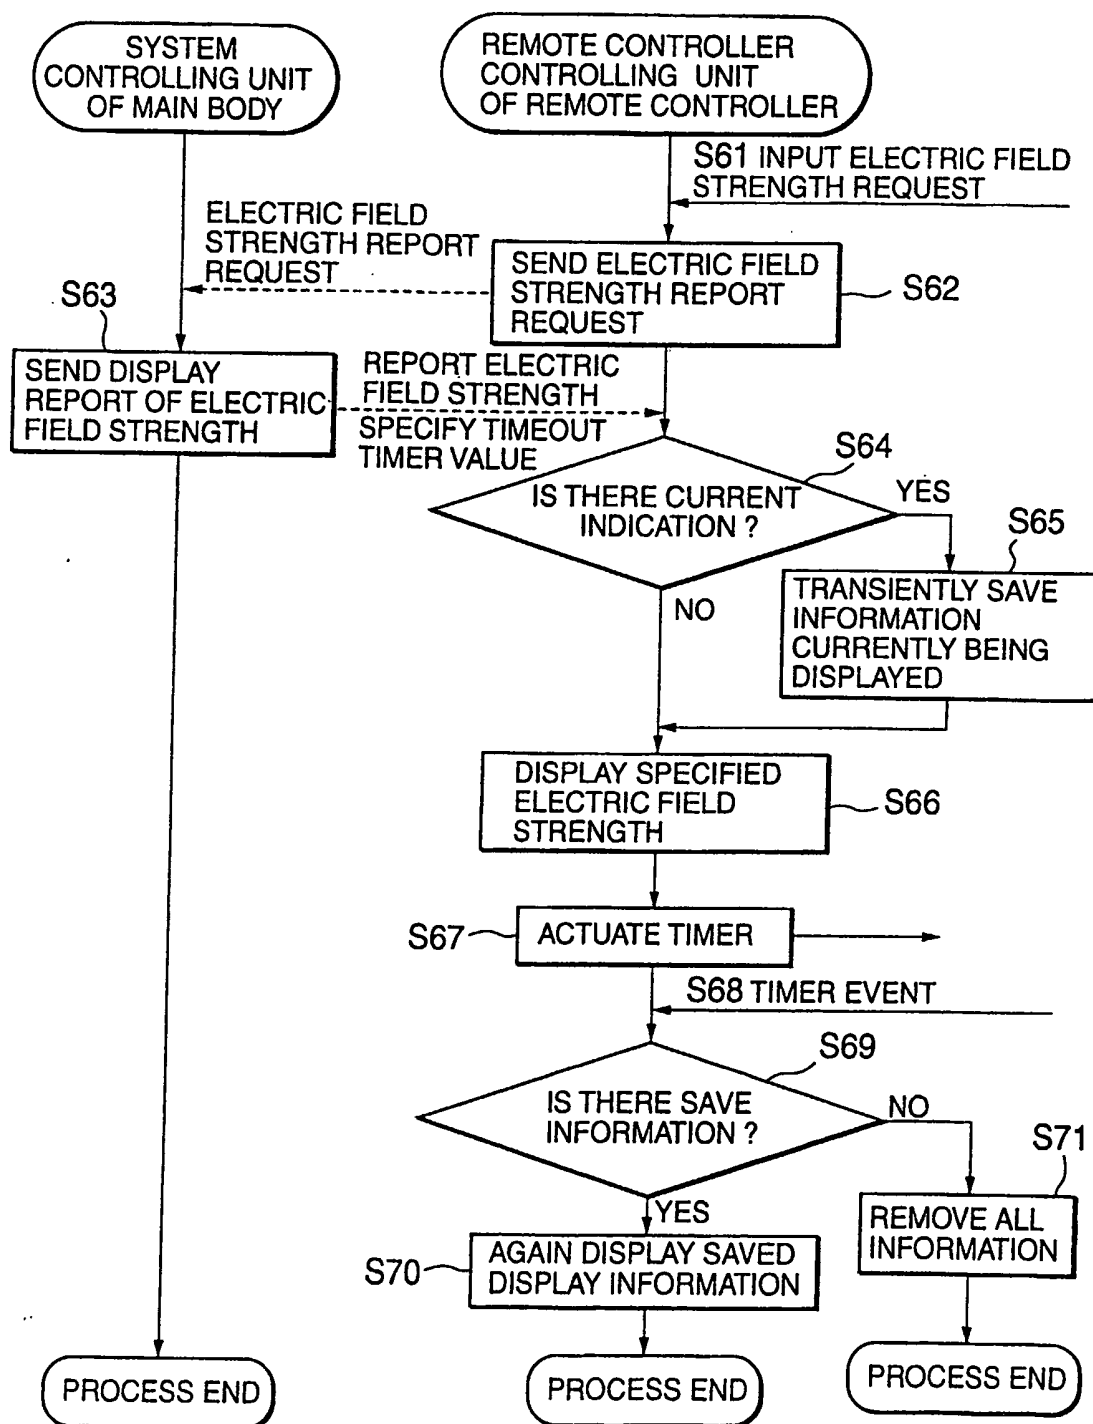 SYSTEM
CONTROLLING UNIT
OF MAIN BODY
REMOTE CONTROLLER
CONTROLLING UNIT
OF REMOTE CONTROLLER
S61 INPUT ELECTRIC FIELD
STRENGTH REQUEST
ELECTRIC FIELD
STRENGTH REPORT
REQUEST
SEND ELECTRIC FIELD
STRENGTH REPORT
REQUEST
S62
S63
SEND DISPLAY
REPORT OF ELECTRIC
FIELD STRENGTH
REPORT ELECTRIC
FIELD STRENGTH
SPECIFY TIMEOUT
TIMER VALUE
S64
IS THERE CURRENT
INDICATION ?
YES
NO
S65
TRANSIENTLY SAVE
INFORMATION
CURRENTLY BEING
DISPLAYED
DISPLAY SPECIFIED
ELECTRIC FIELD
STRENGTH
S66
S67
ACTUATE TIMER
S68 TIMER EVENT
S69
IS THERE SAVE
INFORMATION ?
NO
YES
S71
REMOVE ALL
INFORMATION
S70
AGAIN DISPLAY SAVED
DISPLAY INFORMATION
PROCESS END
PROCESS END
PROCESS END